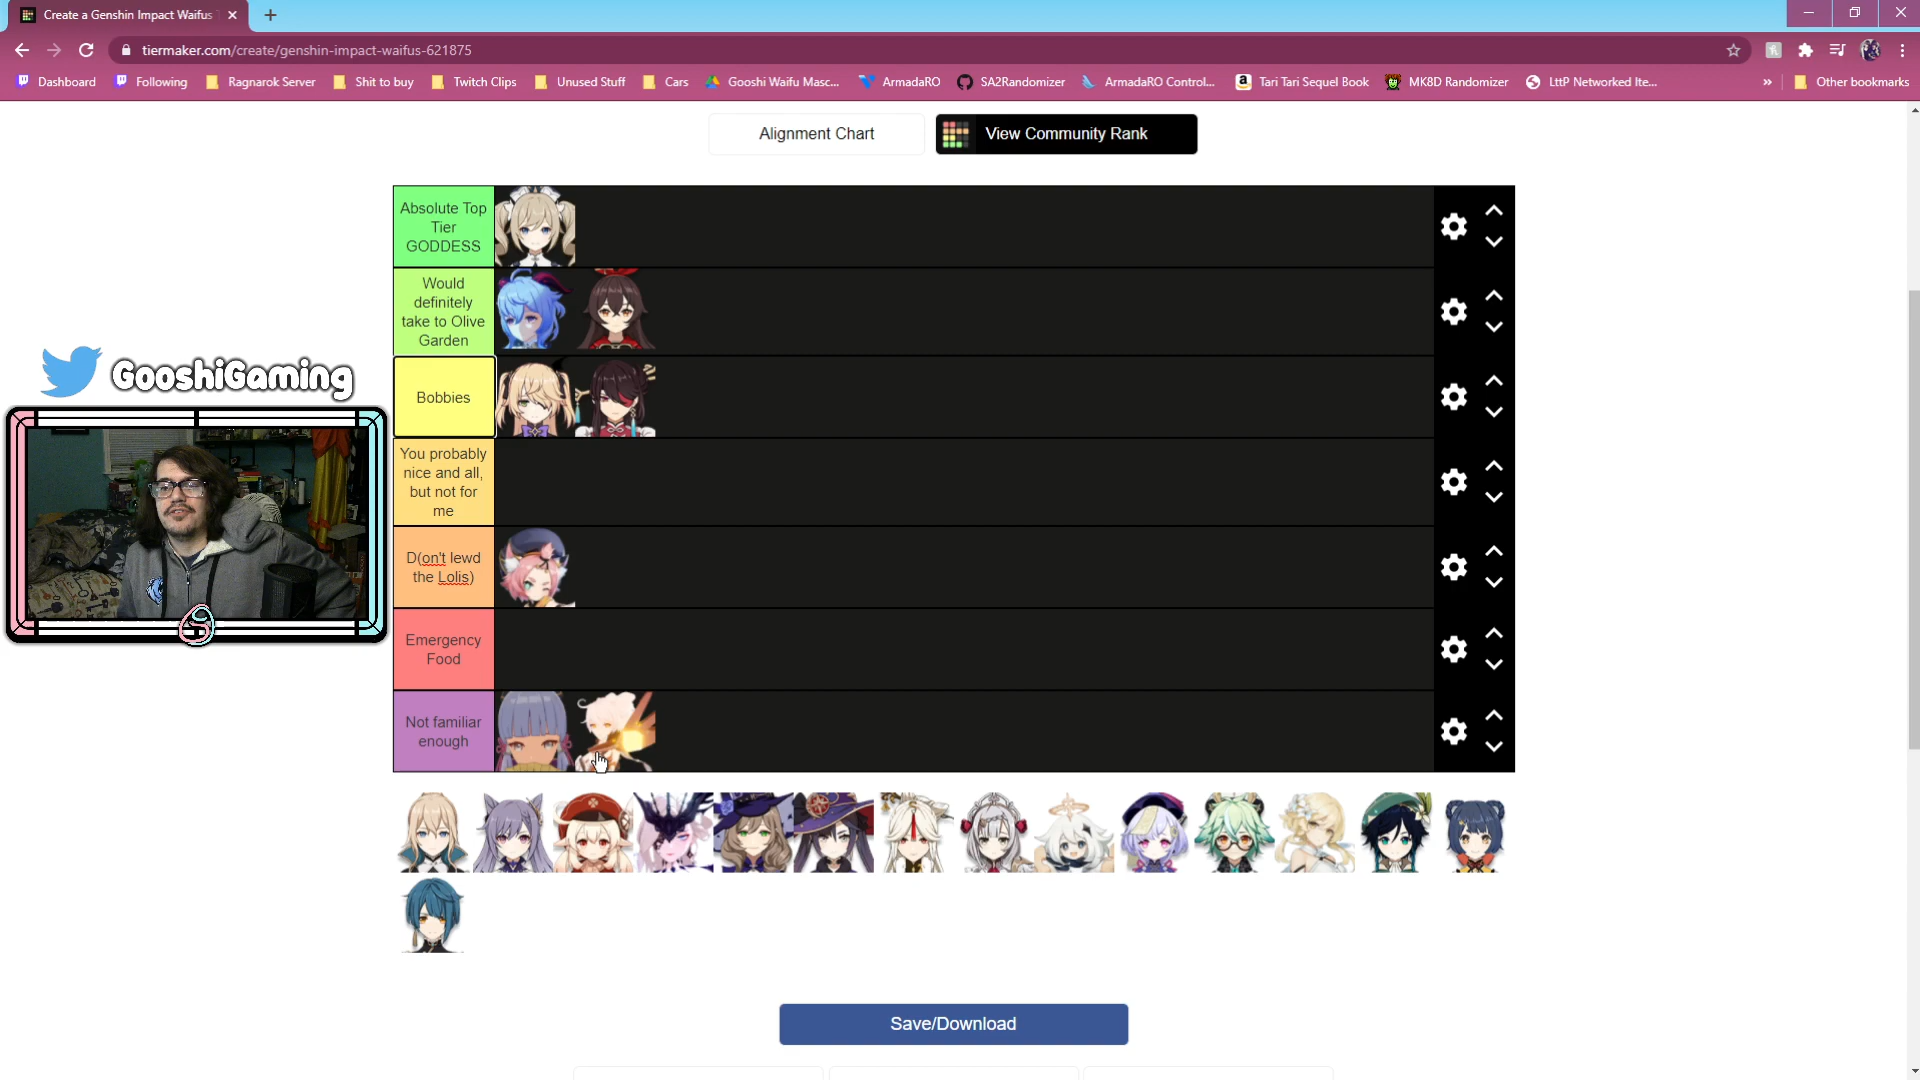 Create a Genshin Impact Waifus
tiermaker.com/create/genshin-impact-waifus-621875
Dashboard Following Ragnarok Server Shit to buy Twitch Clips Unused Stuff Cars Gooshi Waifu Masc... ArmadaRO SA2Randomizer ArmadaRO Control... Tari Tari Sequel Book MK8D Randomizer LttP Networked Ite... » Other bookmarks
Alignment Chart
View Community Rank
Absolute Top
Tier
GODDESS
Would
definitely
take to Olive
Garden
GooshiGaming
Bobbies
You probably
nice and all,
but not for
me
D(on't lewd
the Lolis)
Emergency
Food
Not familiar
enough
Save/Download